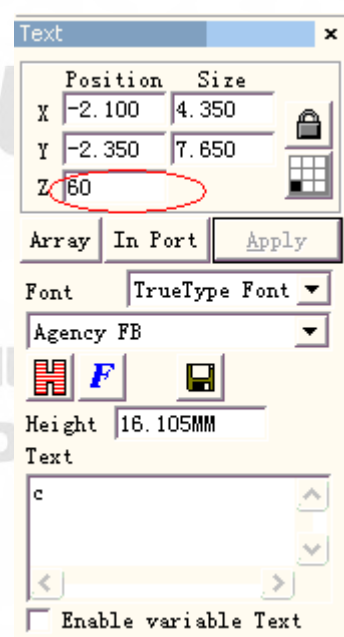 Text ×
Position Size
X -2.100 4.350
Y -2.350 7.650
Z 60
Array In Port Apply
Font TrueType Font
Agency FB
H F
Height 16.105MM
Text
c
Enable variable Text